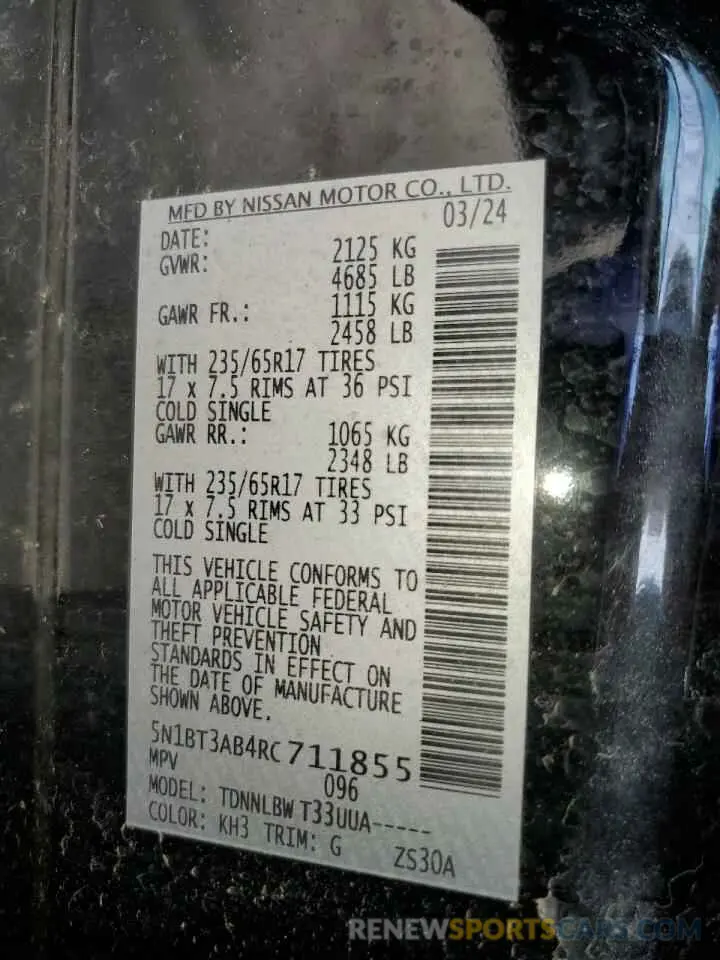 MFD BY NISSAN MOTOR CO., LTD.
DATE: 03/24
GVWR: 2125 KG
4685 LB
GAWR FR.: 1115 KG
2458 LB
WITH 235/65R17 TIRES
17 x 7.5 RIMS AT 36 PSI
COLD SINGLE
GAWR RR.: 1065 KG
2348 LB
WITH 235/65R17 TIRES
17 x 7.5 RIMS AT 33 PSI
COLD SINGLE
THIS VEHICLE CONFORMS TO
ALL APPLICABLE FEDERAL
MOTOR VEHICLE SAFETY AND
THEFT PREVENTION
STANDARDS IN EFFECT ON
THE DATE OF MANUFACTURE
SHOWN ABOVE.
5N1BT3AB4RC711855
MPV 096
MODEL: TDNNLBW T33UUA-----
COLOR: KH3 TRIM: G ZS30A
RENEWSPORTSCARS.COM